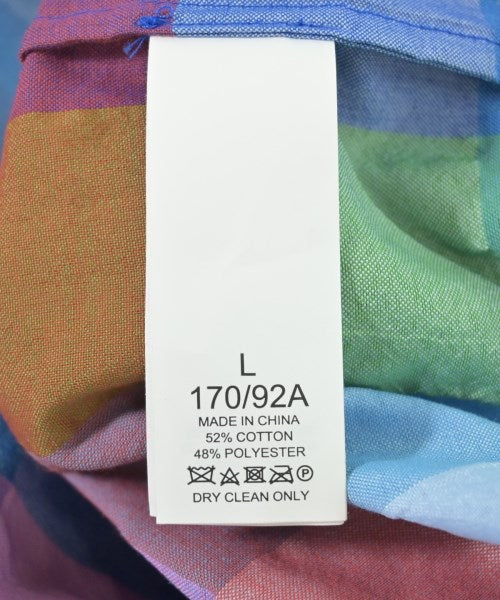 L
170/92A
MADE IN CHINA
52% COTTON
48% POLYESTER
P
DRY CLEAN ONLY